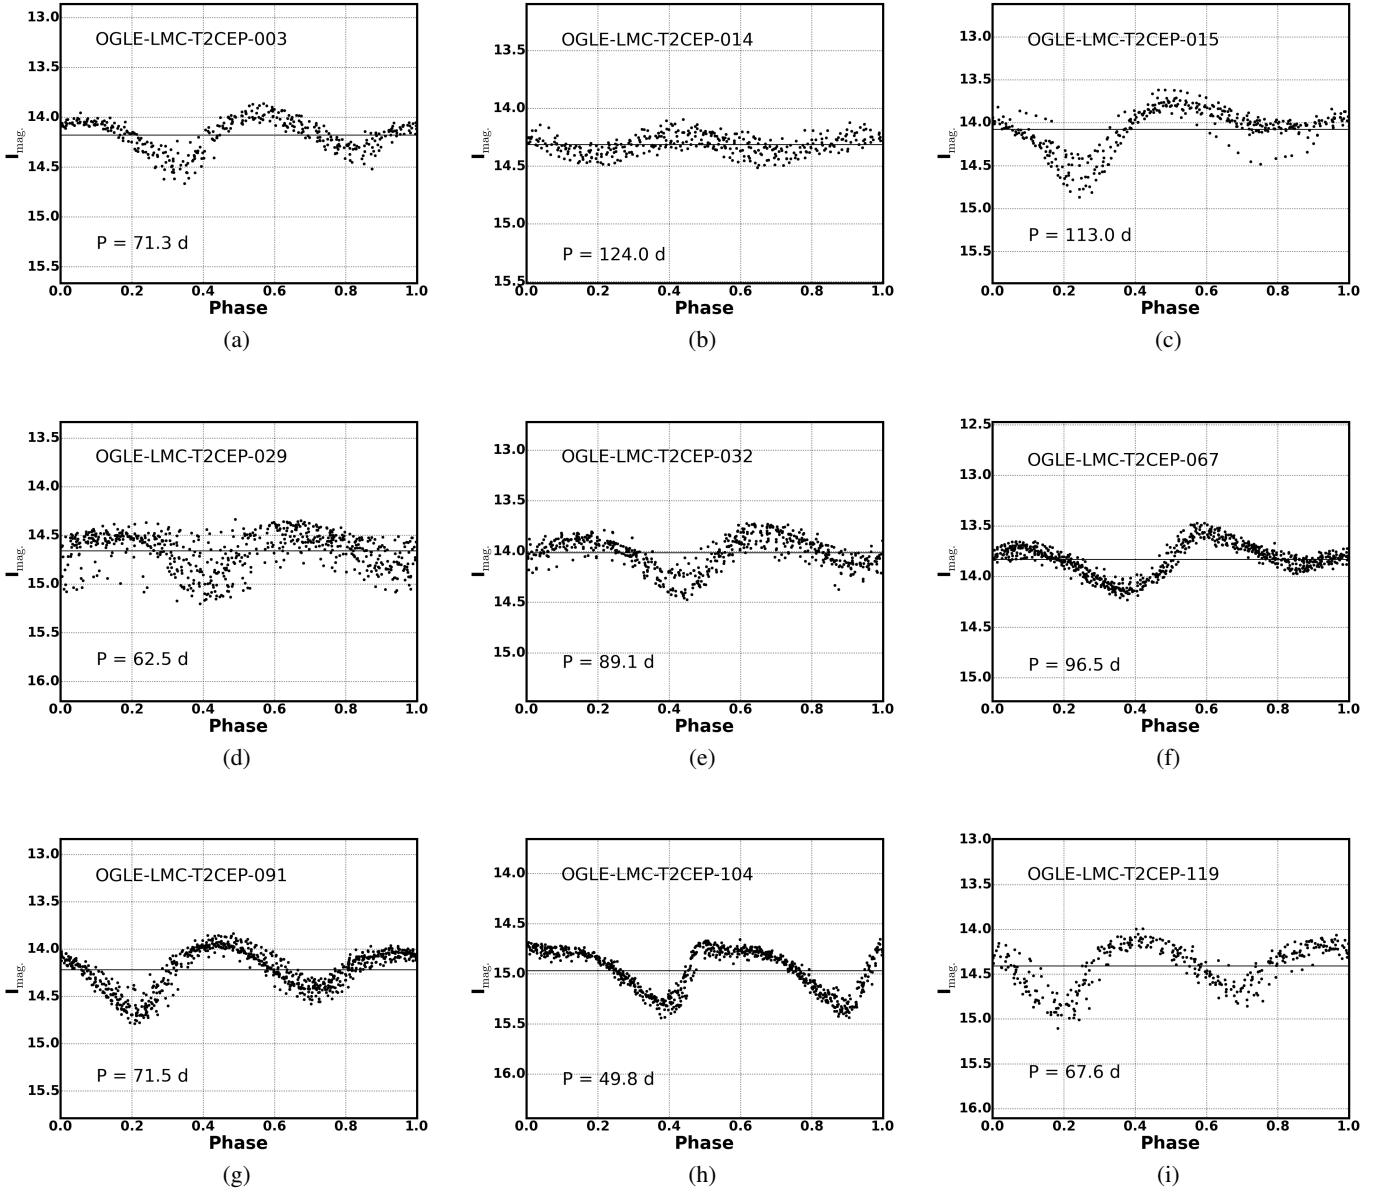 13.0
13.5
14.0
14.5
15.0
15.5
I mag.
OGLE-LMC-T2CEP-003
P = 71.3 d
0.0 0.2 0.4 0.6 0.8 1.0
Phase
(a)
13.5
14.0
14.5
15.0
15.5
I mag.
OGLE-LMC-T2CEP-014
P = 124.0 d
0.0 0.2 0.4 0.6 0.8 1.0
Phase
(b)
13.0
13.5
14.0
14.5
15.0
15.5
I mag.
OGLE-LMC-T2CEP-015
P = 113.0 d
0.0 0.2 0.4 0.6 0.8 1.0
Phase
(c)
13.5
14.0
14.5
15.0
15.5
16.0
I mag.
OGLE-LMC-T2CEP-029
P = 62.5 d
0.0 0.2 0.4 0.6 0.8 1.0
Phase
(d)
13.0
13.5
14.0
14.5
15.0
I mag.
OGLE-LMC-T2CEP-032
P = 89.1 d
0.0 0.2 0.4 0.6 0.8 1.0
Phase
(e)
12.5
13.0
13.5
14.0
14.5
15.0
I mag.
OGLE-LMC-T2CEP-067
P = 96.5 d
0.0 0.2 0.4 0.6 0.8 1.0
Phase
(f)
13.0
13.5
14.0
14.5
15.0
15.5
I mag.
OGLE-LMC-T2CEP-091
P = 71.5 d
0.0 0.2 0.4 0.6 0.8 1.0
Phase
(g)
14.0
14.5
15.0
15.5
16.0
I mag.
OGLE-LMC-T2CEP-104
P = 49.8 d
0.0 0.2 0.4 0.6 0.8 1.0
Phase
(h)
13.0
13.5
14.0
14.5
15.0
15.5
16.0
I mag.
OGLE-LMC-T2CEP-119
P = 67.6 d
0.0 0.2 0.4 0.6 0.8 1.0
Phase
(i)